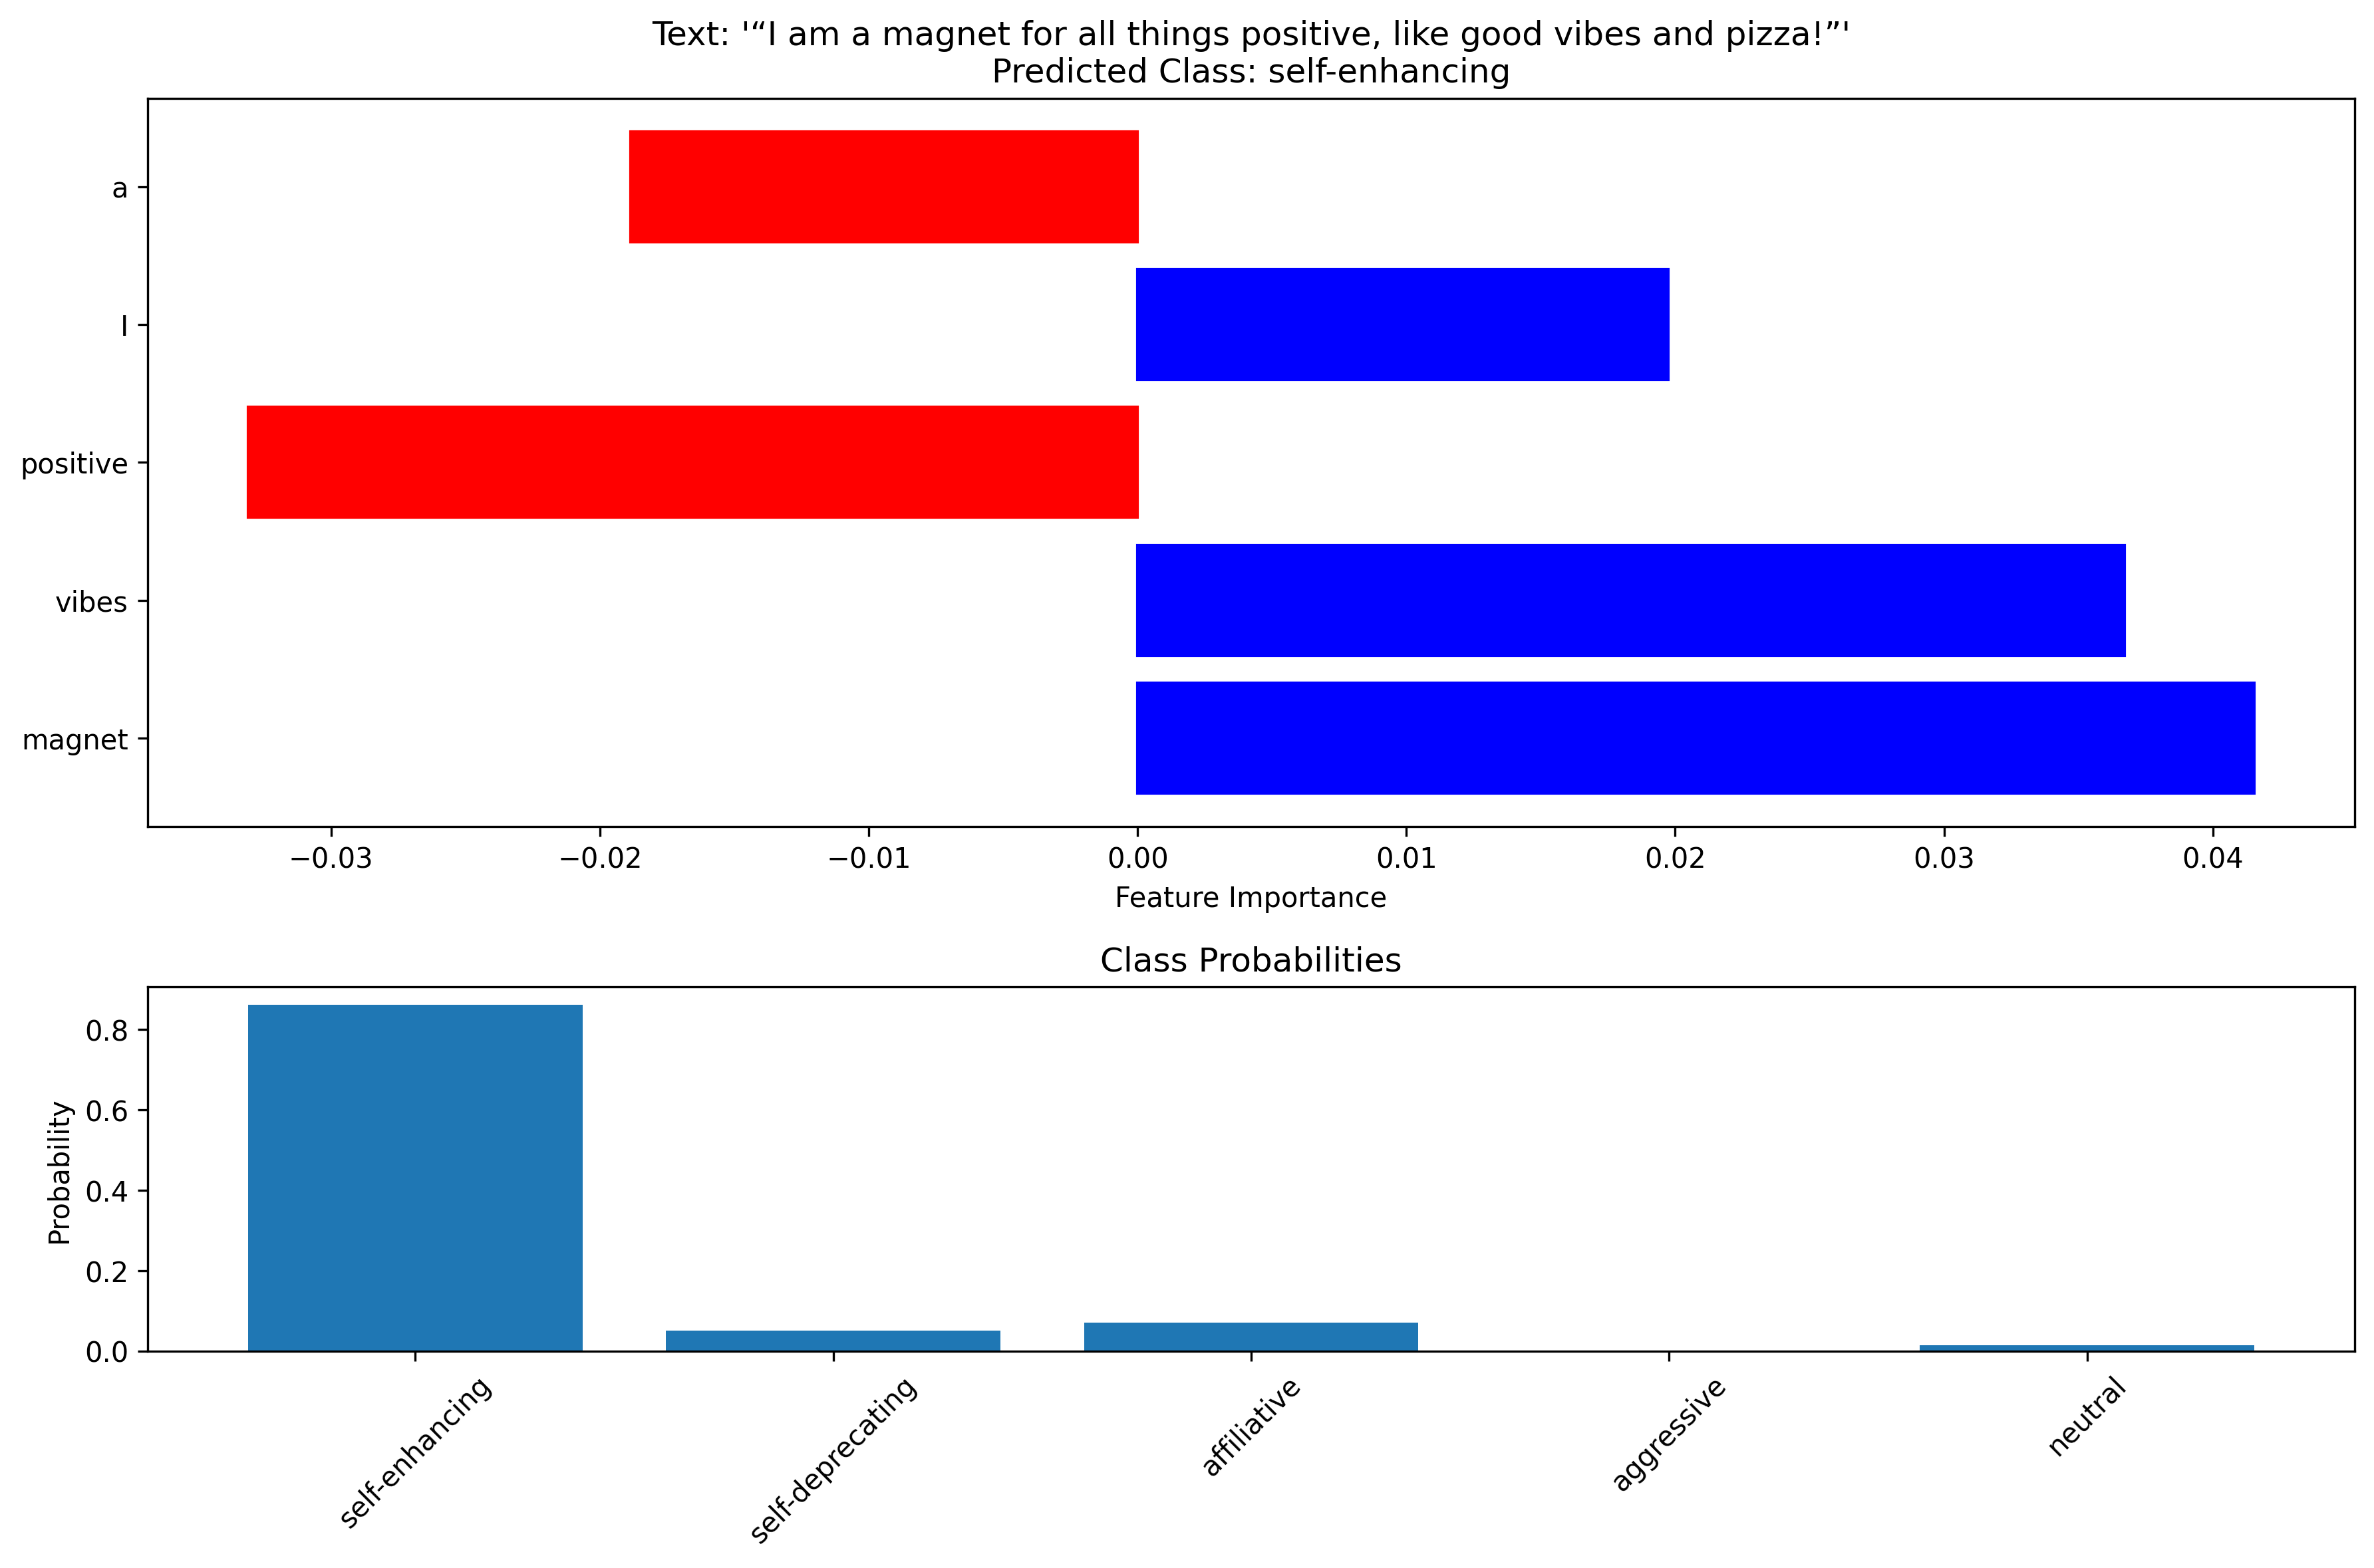 Text: '“I am a magnet for all things positive, like good vibes and pizza!”'
Predicted Class: self-enhancing
a
I
positive
vibes
magnet
−0.03 −0.02 −0.01 0.00 0.01 0.02 0.03 0.04
Feature Importance
Class Probabilities
Probability
0.8
0.6
0.4
0.2
0.0
self-enhancing self-deprecating affiliative aggressive neutral